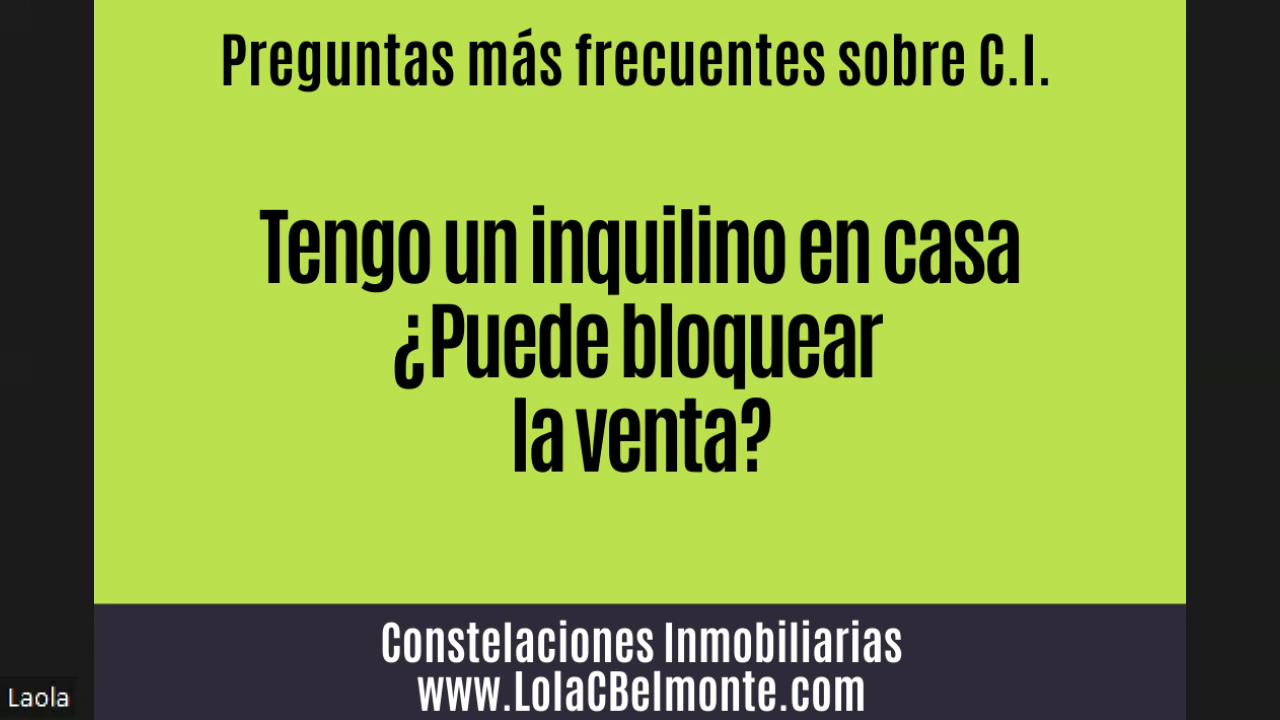 Preguntas más frecuentes sobre C.I.
Tengo un inquilino en casa
¿Puede bloquear
la venta?
Constelaciones Inmobiliarias
www.LolaCBelmonte.com
Laola